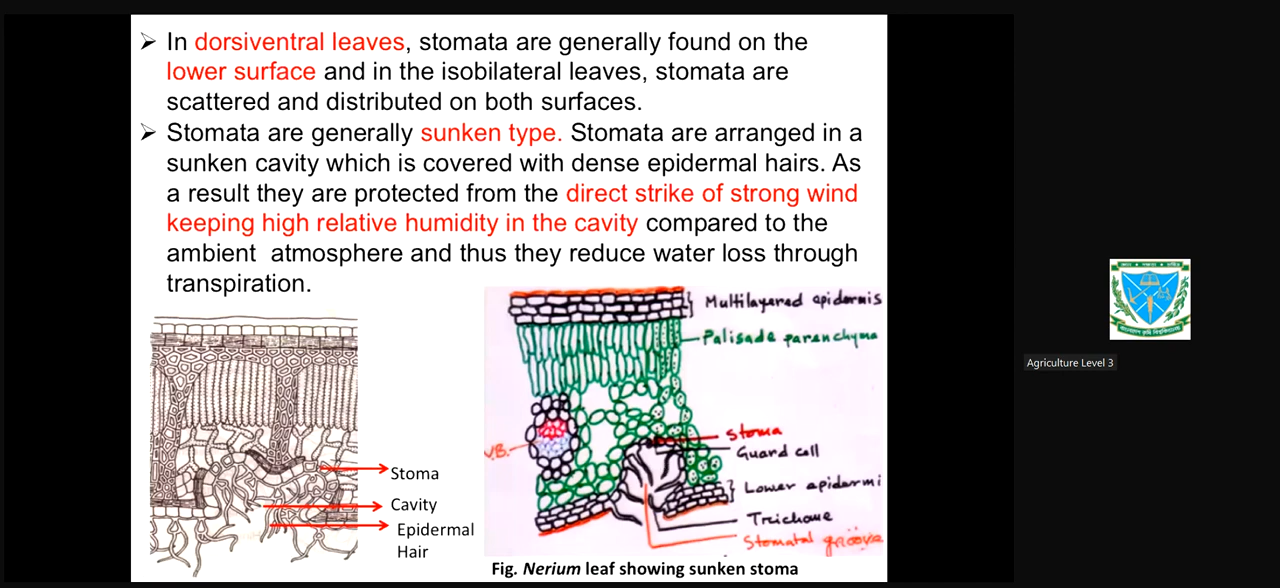 ➢ In dorsiventral leaves, stomata are generally found on the
lower surface and in the isobilateral leaves, stomata are
scattered and distributed on both surfaces.
➢ Stomata are generally sunken type. Stomata are arranged in a
sunken cavity which is covered with dense epidermal hairs. As
a result they are protected from the direct strike of strong wind
keeping high relative humidity in the cavity compared to the
ambient atmosphere and thus they reduce water loss through
transpiration.
Stoma
Cavity
Epidermal
Hair
Multilayered epidermis
Palisade parenchyma
Stoma
Guard cell
V.B.
Lower epidermi
Trichome
Stomatal groove
Fig. Nerium leaf showing sunken stoma
Agriculture Level 3